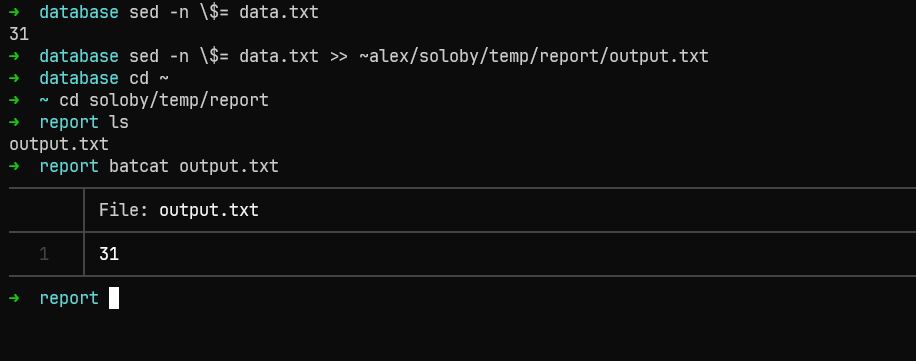 ➜ database sed -n \$= data.txt
31
➜ database sed -n \$= data.txt >> ~alex/soloby/temp/report/output.txt
➜ database cd ~
➜ ~ cd soloby/temp/report
➜ report ls
output.txt
➜ report batcat output.txt
File: output.txt
1 31
➜ report